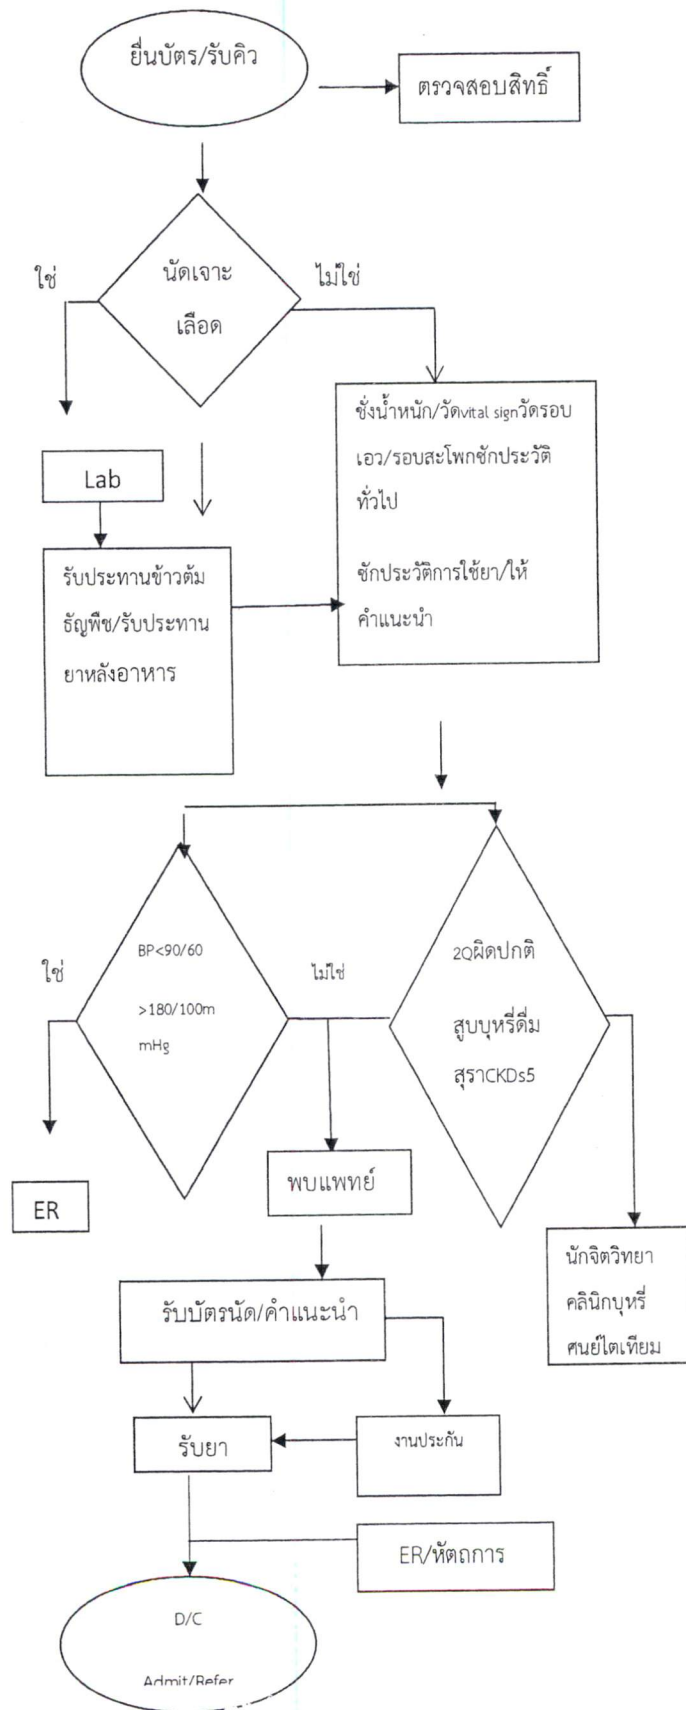 ยื่นบัตร/รับคิว
ตรวจสอบสิทธิ์
ใช่
นัดเจาะ
เลือด
ไม่ใช่
Lab
ชั่งน้ำหนัก/วัดvital signวัดรอบ
เอว/รอบสะโพกซักประวัติ
ทั่วไป
ซักประวัติการใช้ยา/ให้
คำแนะนำ
รับประทานข้าวต้ม
ธัญพืช/รับประทาน
ยาหลังอาหาร
ใช่
BP<90/60
>180/100m
mHg
ไม่ใช่
2Qผิดปกติ
สูบบุหรี่ดื่ม
สุราCKDs5
ER
พบแพทย์
นักจิตวิทยา
คลินิกบุหรี่
ศนย์ไตเทียม
รับบัตรนัด/คำแนะนำ
รับยา
งานประกัน
ER/หัตถการ
D/C
Admit/Refer